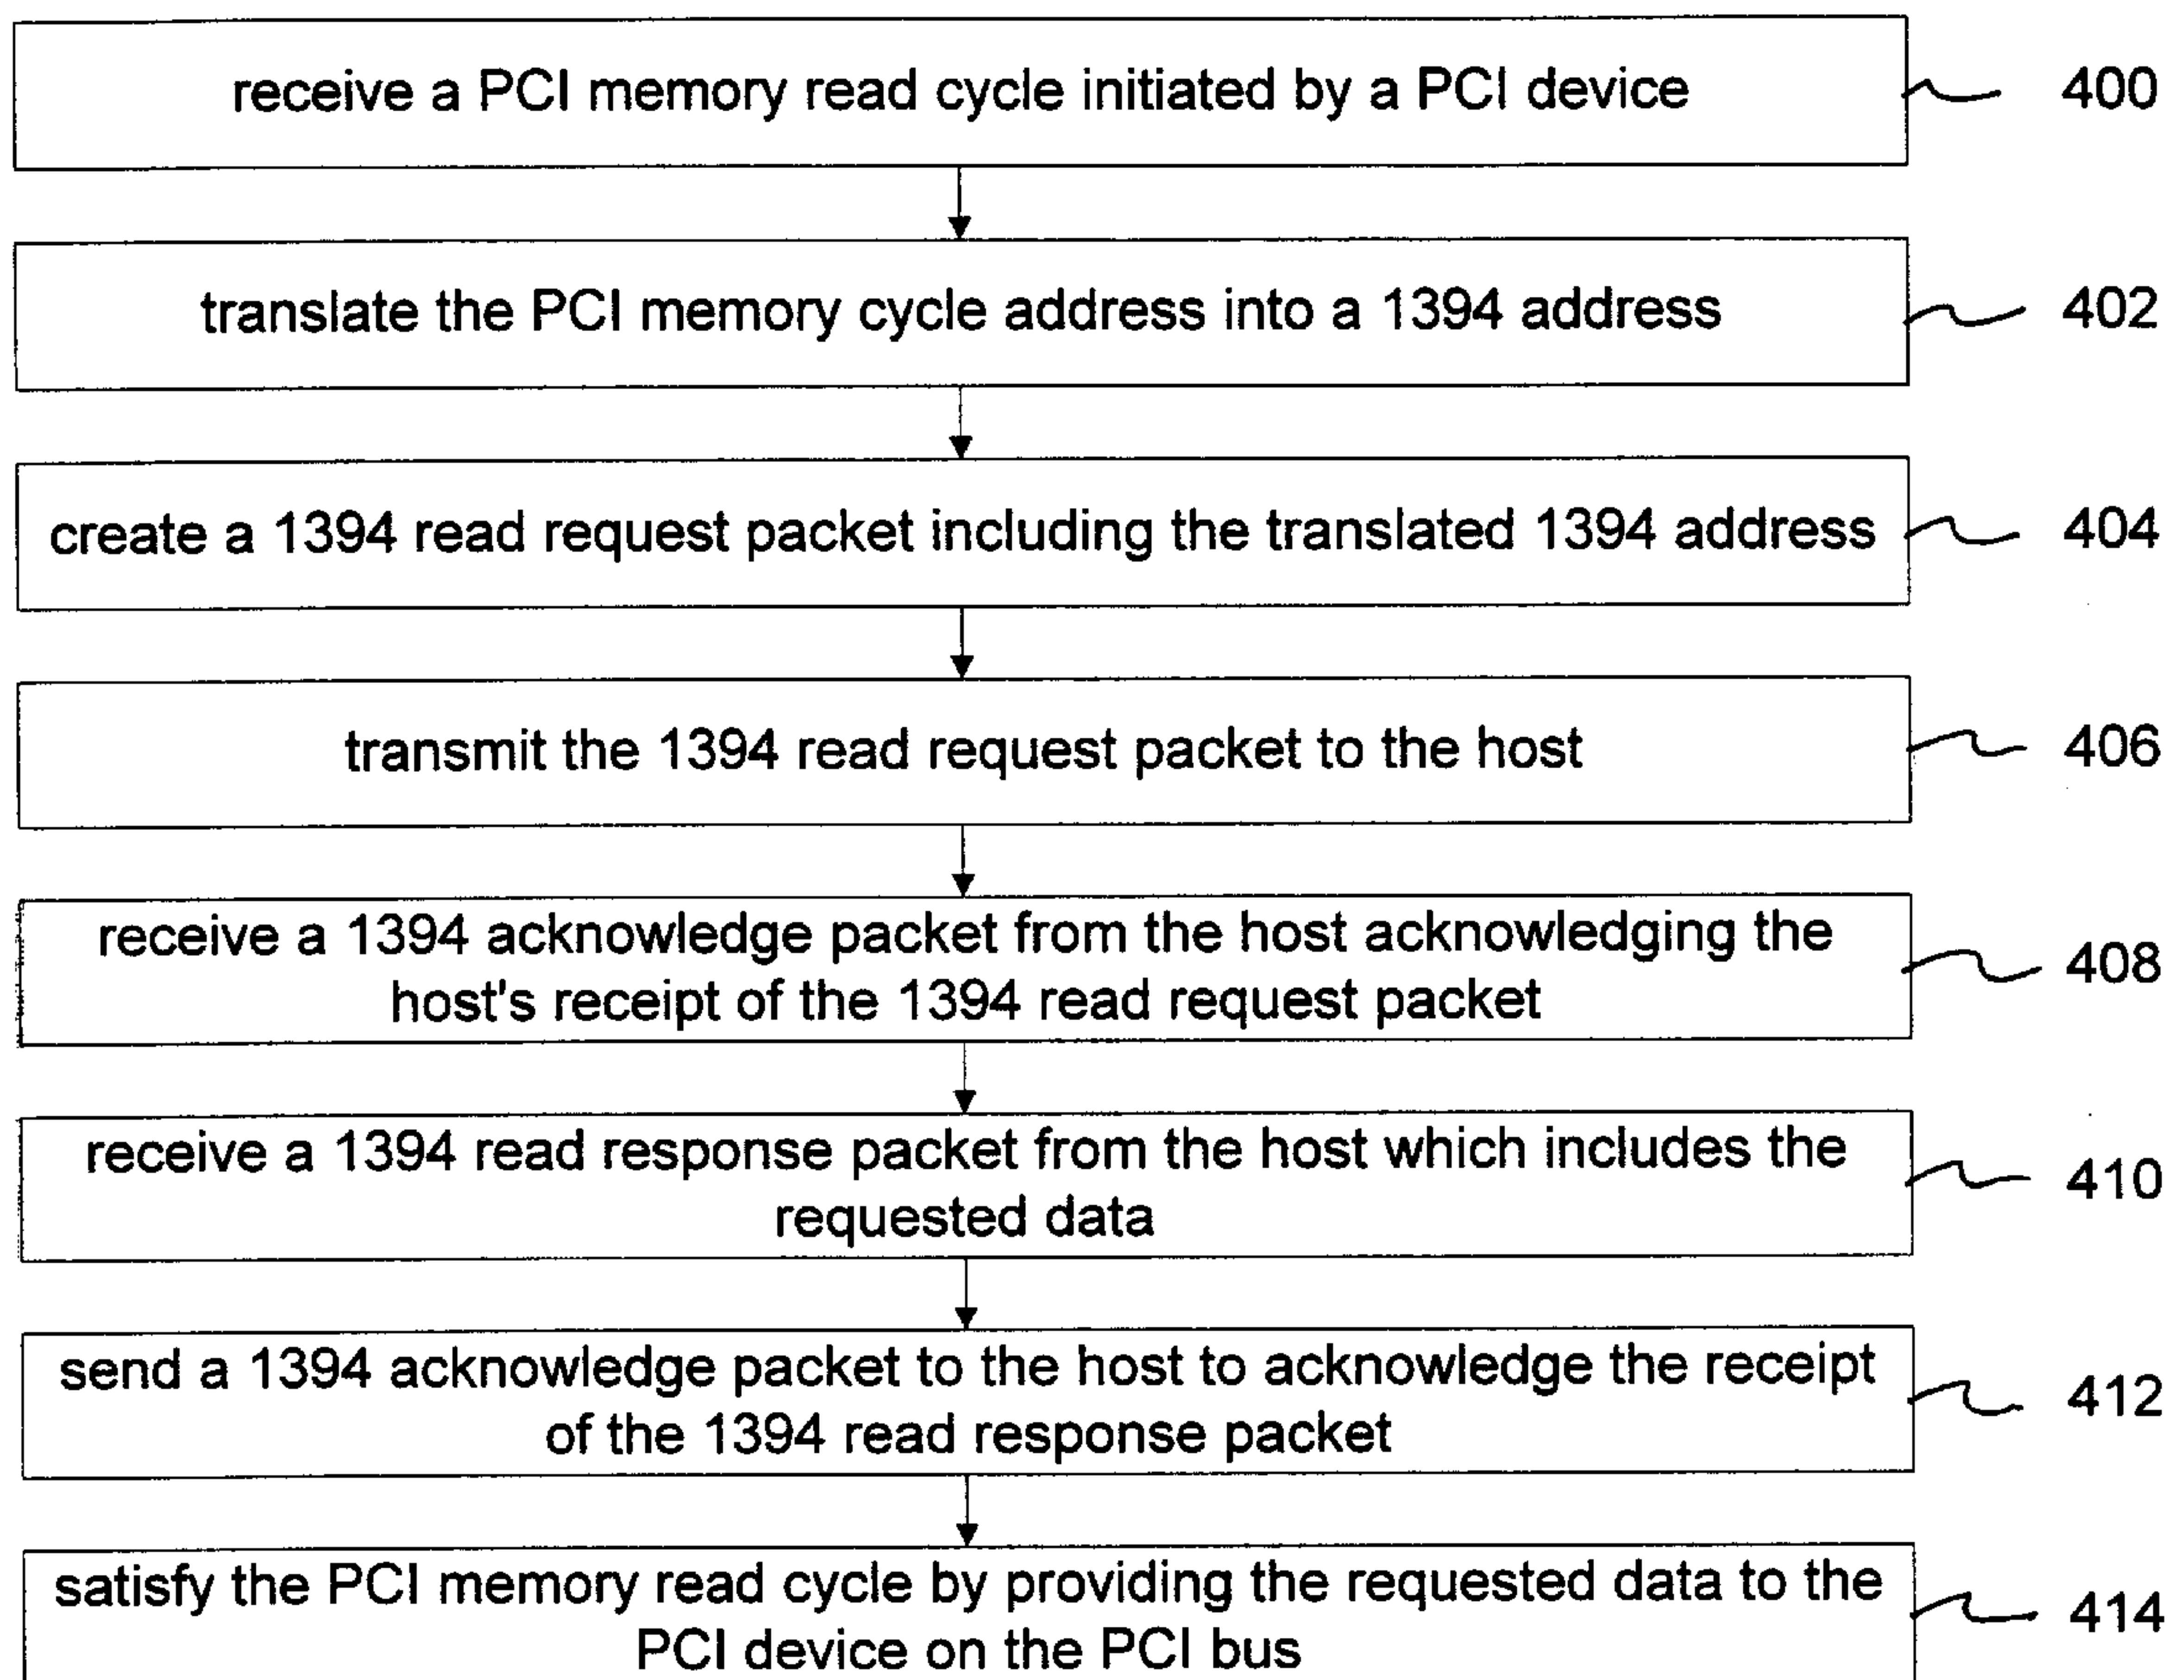 receive a PCI memory read cycle initiated by a PCI device
400
translate the PCI memory cycle address into a 1394 address
402
create a 1394 read request packet including the translated 1394 address
404
transmit the 1394 read request packet to the host
406
receive a 1394 acknowledge packet from the host acknowledging the
host's receipt of the 1394 read request packet
408
receive a 1394 read response packet from the host which includes the
requested data
410
send a 1394 acknowledge packet to the host to acknowledge the receipt
of the 1394 read response packet
412
satisfy the PCI memory read cycle by providing the requested data to the
PCI device on the PCI bus
414